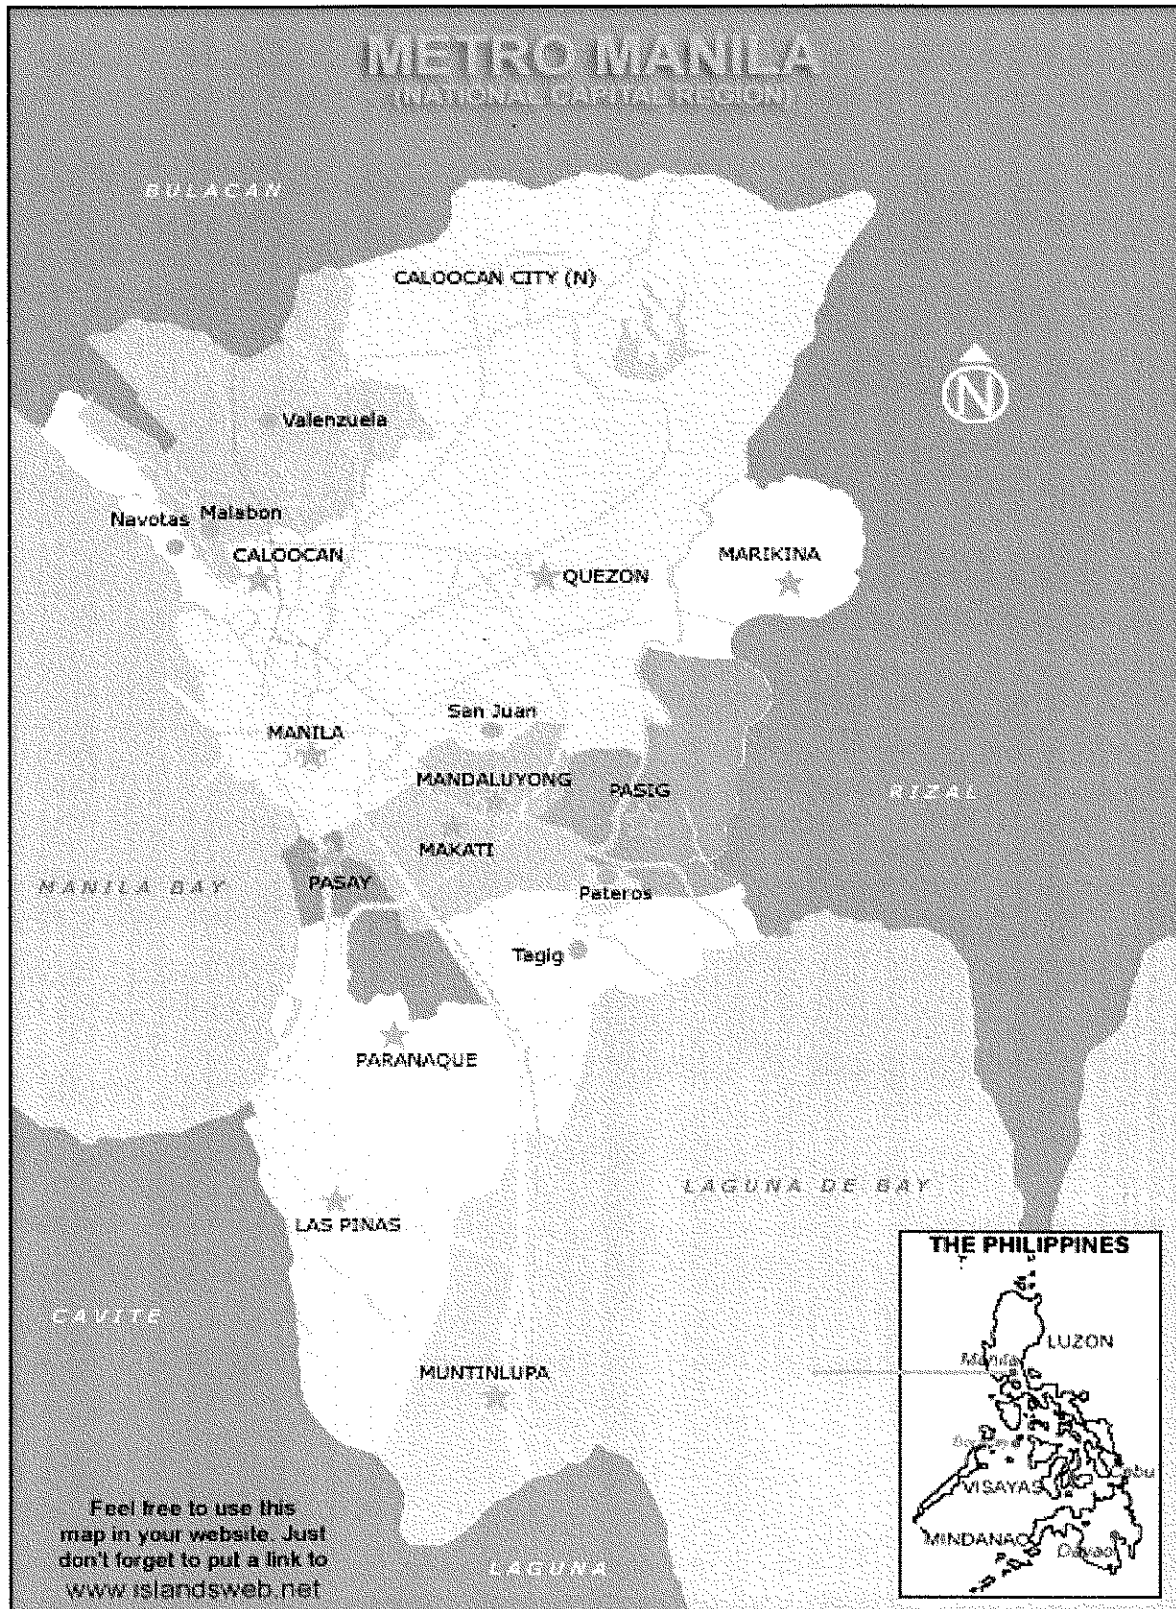 METRO MANILA
(NATIONAL CAPITAL REGION)
BULACAN
CALOOCAN CITY (N)
N
Valenzuela
Navotas
Malabon
CALOOCAN
QUEZON
MARIKINA
San Juan
MANILA
MANDALUYONG
PASIG
RIZAL
MAKATI
MANILA BAY
PASAY
Pateros
Tagig
PARANAQUE
LAGUNA DE BAY
LAS PINAS
CAVITE
MUNTINLUPA
LAGUNA
THE PHILIPPINES
LUZON
Manila
VISAYAS
Cebu
MINDANAO
Davao
Feel free to use this
map in your website. Just
don't forget to put a link to
www.islandsweb.net